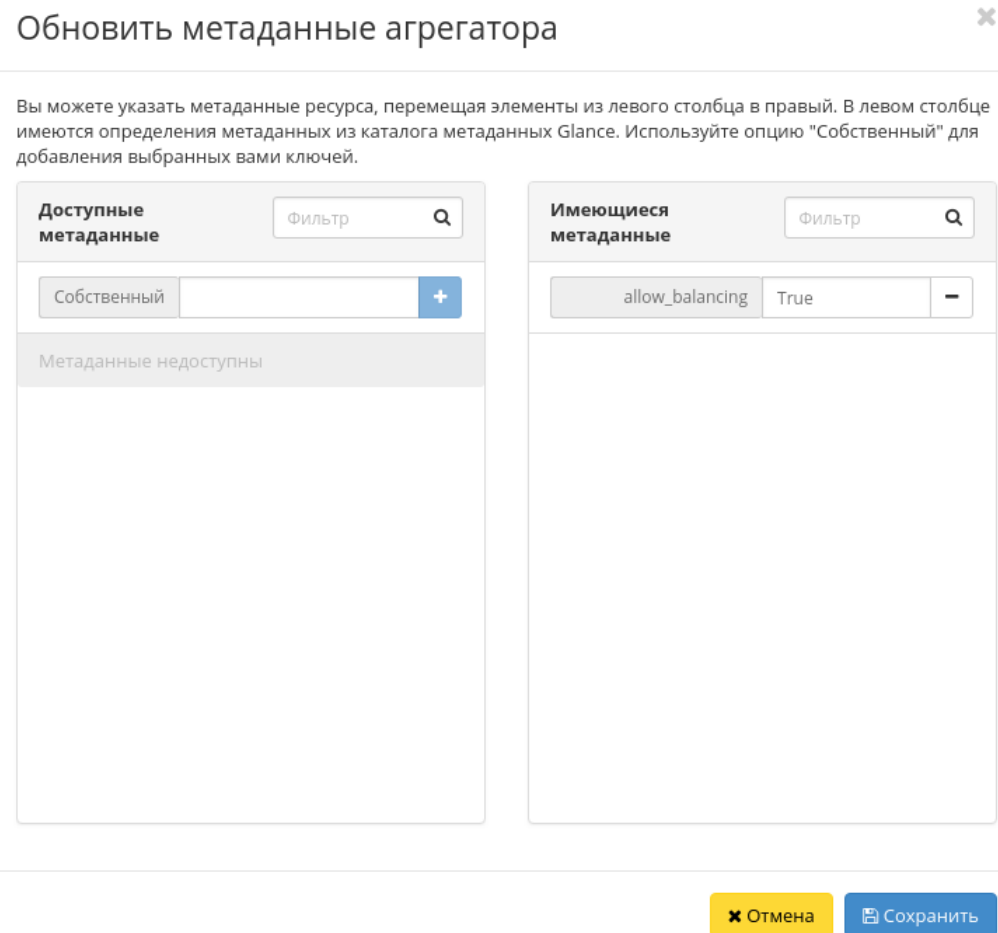 Обновить метаданные агрегатора
Вы можете указать метаданные ресурса, перемещая элементы из левого столбца в правый. В левом столбце
имеются определения метаданных из каталога метаданных Glance. Используйте опцию "Собственный" для
добавления выбранных вами ключей.
Доступные
метаданные
Фильтр
Собственный
Метаданные недоступны
Имеющиеся
метаданные
Фильтр
allow_balancing
True
Отмена
Сохранить